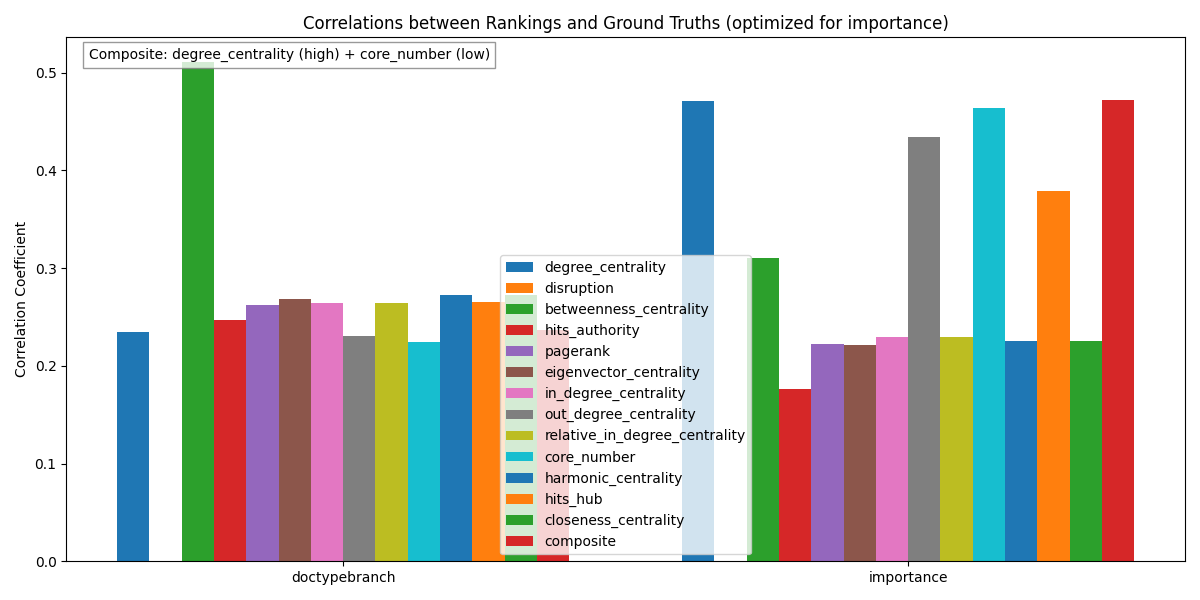 Correlations between Rankings and Ground Truths (optimized for importance)
Composite: degree_centrality (high) + core_number (low)
Correlation Coefficient
0.5
0.4
0.3
0.2
0.1
0.0
degree_centrality
disruption
betweenness_centrality
hits_authority
pagerank
eigenvector_centrality
in_degree_centrality
out_degree_centrality
relative_in_degree_centrality
core_number
harmonic_centrality
hits_hub
closeness_centrality
composite
doctypebranch
importance